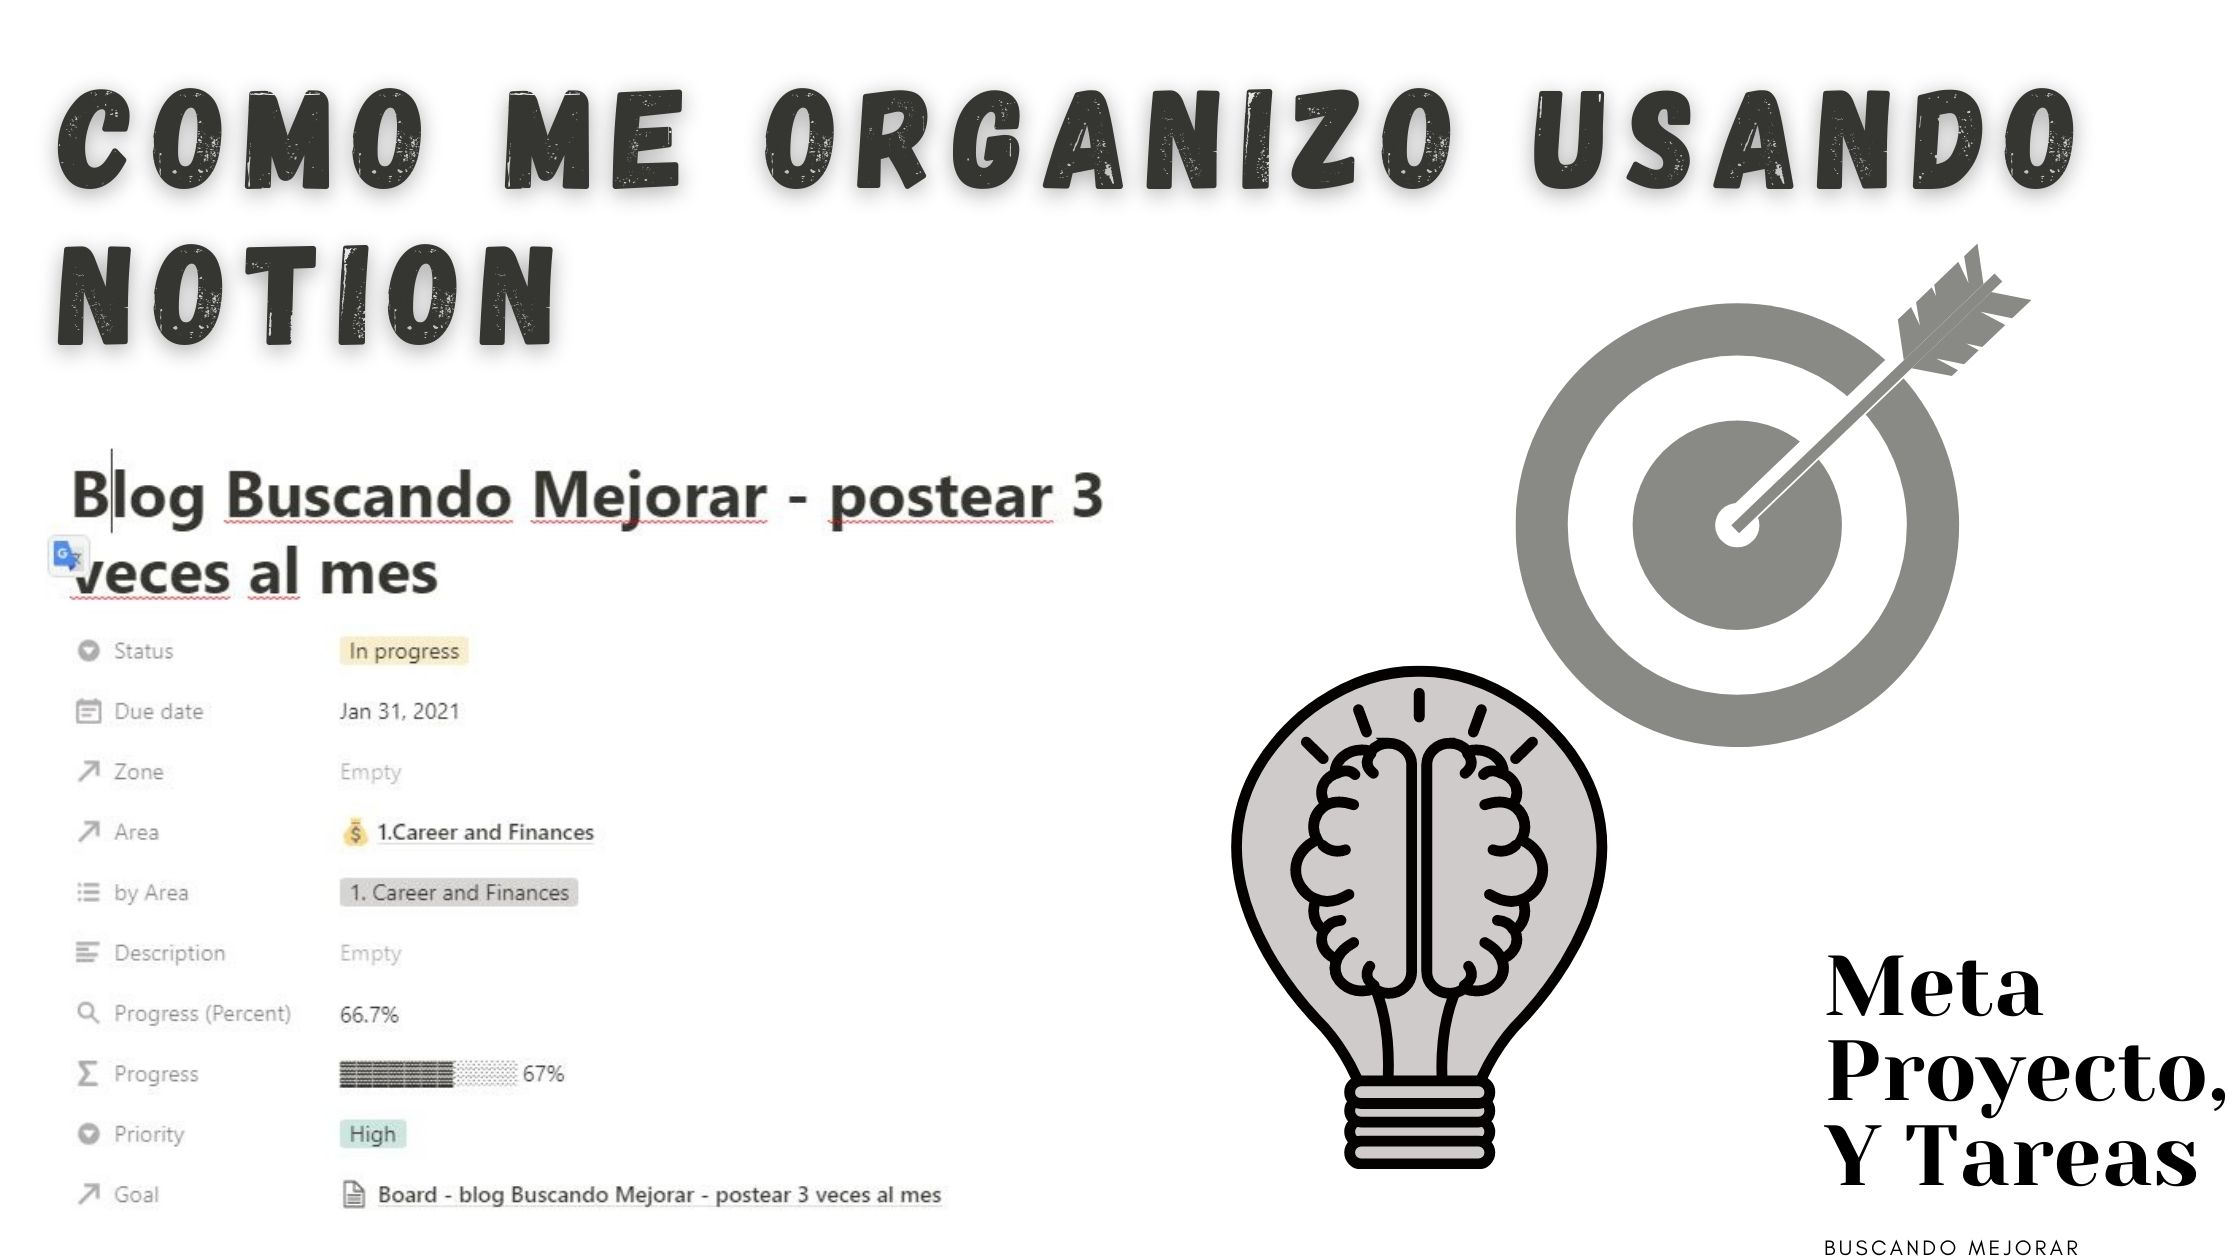 COMO ME ORGANIZO USANDO
NOTION
Blog Buscando Mejorar - postear 3
veces al mes
Status In progress
Due date Jan 31, 2021
Zone Empty
Area 1.Career and Finances
by Area 1. Career and Finances
Description Empty
Progress (Percent) 66.7%
Progress 67%
Priority High
Goal Board - blog Buscando Mejorar - postear 3 veces al mes
Meta
Proyecto,
Y Tareas
BUSCANDO MEJORAR